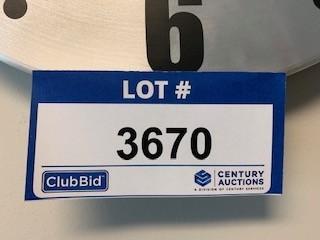 6
LOT #
3670
ClubBid
CENTURY
AUCTIONS
A DIVISION OF CENTURY SERVICES